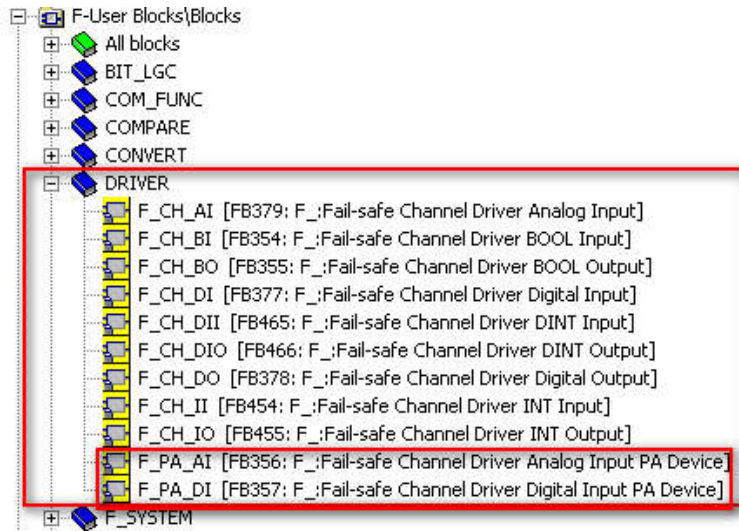 F-User Blocks\Blocks
All blocks
BIT_LGC
COM_FUNC
COMPARE
CONVERT
DRIVER
F_CH_AI [FB379: F_:Fail-safe Channel Driver Analog Input]
F_CH_BI [FB354: F_:Fail-safe Channel Driver BOOL Input]
F_CH_BO [FB355: F_:Fail-safe Channel Driver BOOL Output]
F_CH_DI [FB377: F_:Fail-safe Channel Driver Digital Input]
F_CH_DII [FB465: F_:Fail-safe Channel Driver DINT Input]
F_CH_DIO [FB466: F_:Fail-safe Channel Driver DINT Output]
F_CH_DO [FB378: F_:Fail-safe Channel Driver Digital Output]
F_CH_II [FB454: F_:Fail-safe Channel Driver INT Input]
F_CH_IO [FB455: F_:Fail-safe Channel Driver INT Output]
F_PA_AI [FB356: F_:Fail-safe Channel Driver Analog Input PA Device]
F_PA_DI [FB357: F_:Fail-safe Channel Driver Digital Input PA Device]
F_SYSTEM